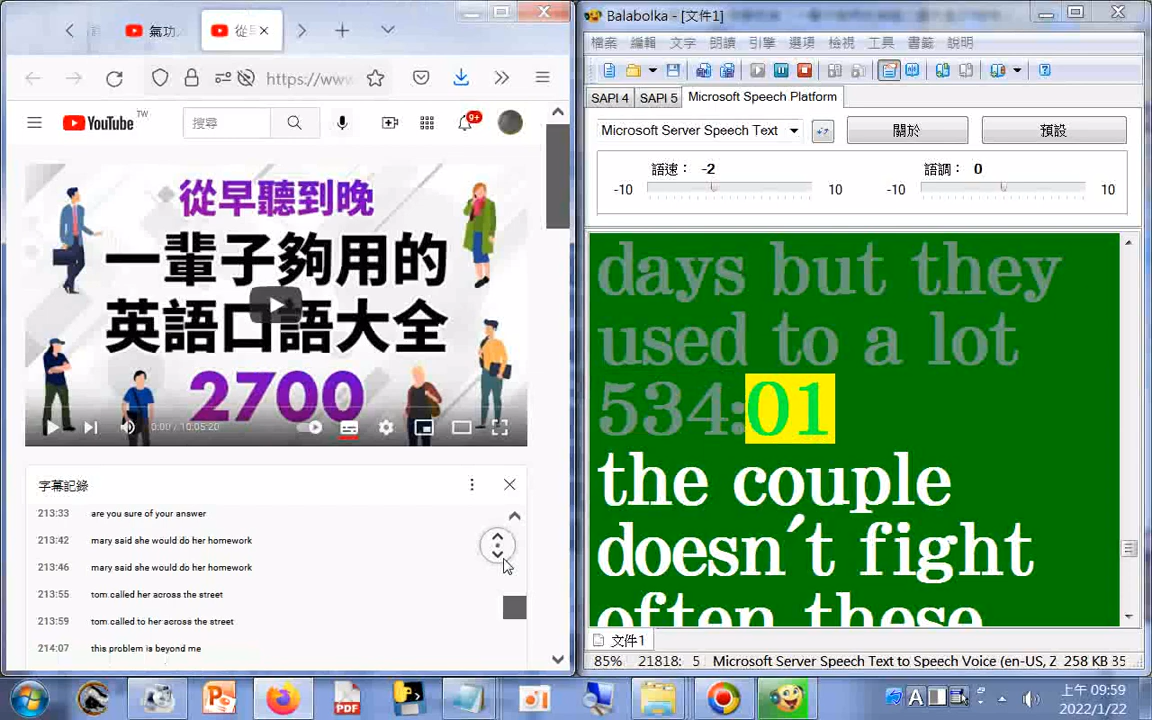 氣功
從
https://www
YouTube TW
搜尋
9+
從早聽到晚
一輩子夠用的
英語口語大全
2700
0:00 / 10:05:20
字幕記錄
213:33 are you sure of your answer
213:42 mary said she would do her homework
213:46 mary said she would do her homework
213:55 tom called her across the street
213:59 tom called to her across the street
214:07 this problem is beyond me
Balabolka - [文件1]
檔案 編輯 文字 朗讀 引擎 選項 檢視 工具 書籤 說明
SAPI 4 SAPI 5 Microsoft Speech Platform
Microsoft Server Speech Text 關於 預設
語速： -2 語調： 0
-10 10 -10 10
days but they
used to a lot
534:01
the couple
doesn't fight
often these
文件1
85% 21818: 5 Microsoft Server Speech Text to Speech Voice (en-US, Z 258 KB 35
PDF
A
上午 09:59
2022/1/22